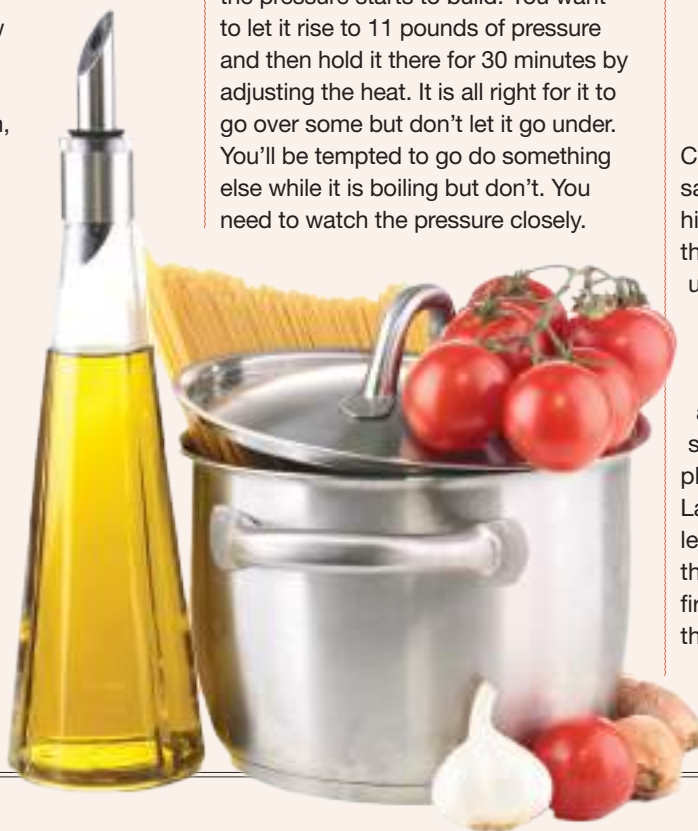 the pressure starts to build. You want
to let it rise to 11 pounds of pressure
and then hold it there for 30 minutes by
adjusting the heat. It is all right for it to
go over some but don’t let it go under.
You’ll be tempted to go do something
else while it is boiling but don’t. You
need to watch the pressure closely.